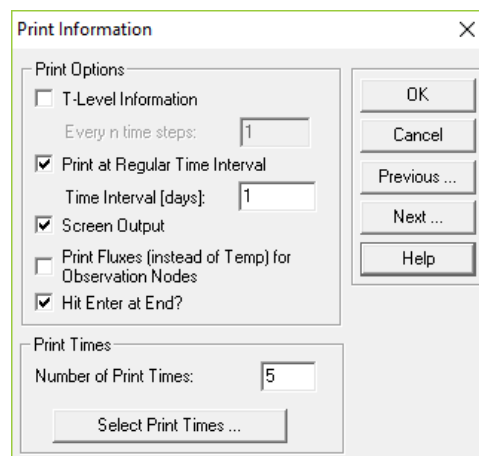 Print Information
Print Options
T-Level Information
Every n time steps: 1
Print at Regular Time Interval
Time Interval [days]: 1
Screen Output
Print Fluxes (instead of Temp) for
Observation Nodes
Hit Enter at End?
Print Times
Number of Print Times: 5
Select Print Times ...
OK
Cancel
Previous ...
Next ...
Help